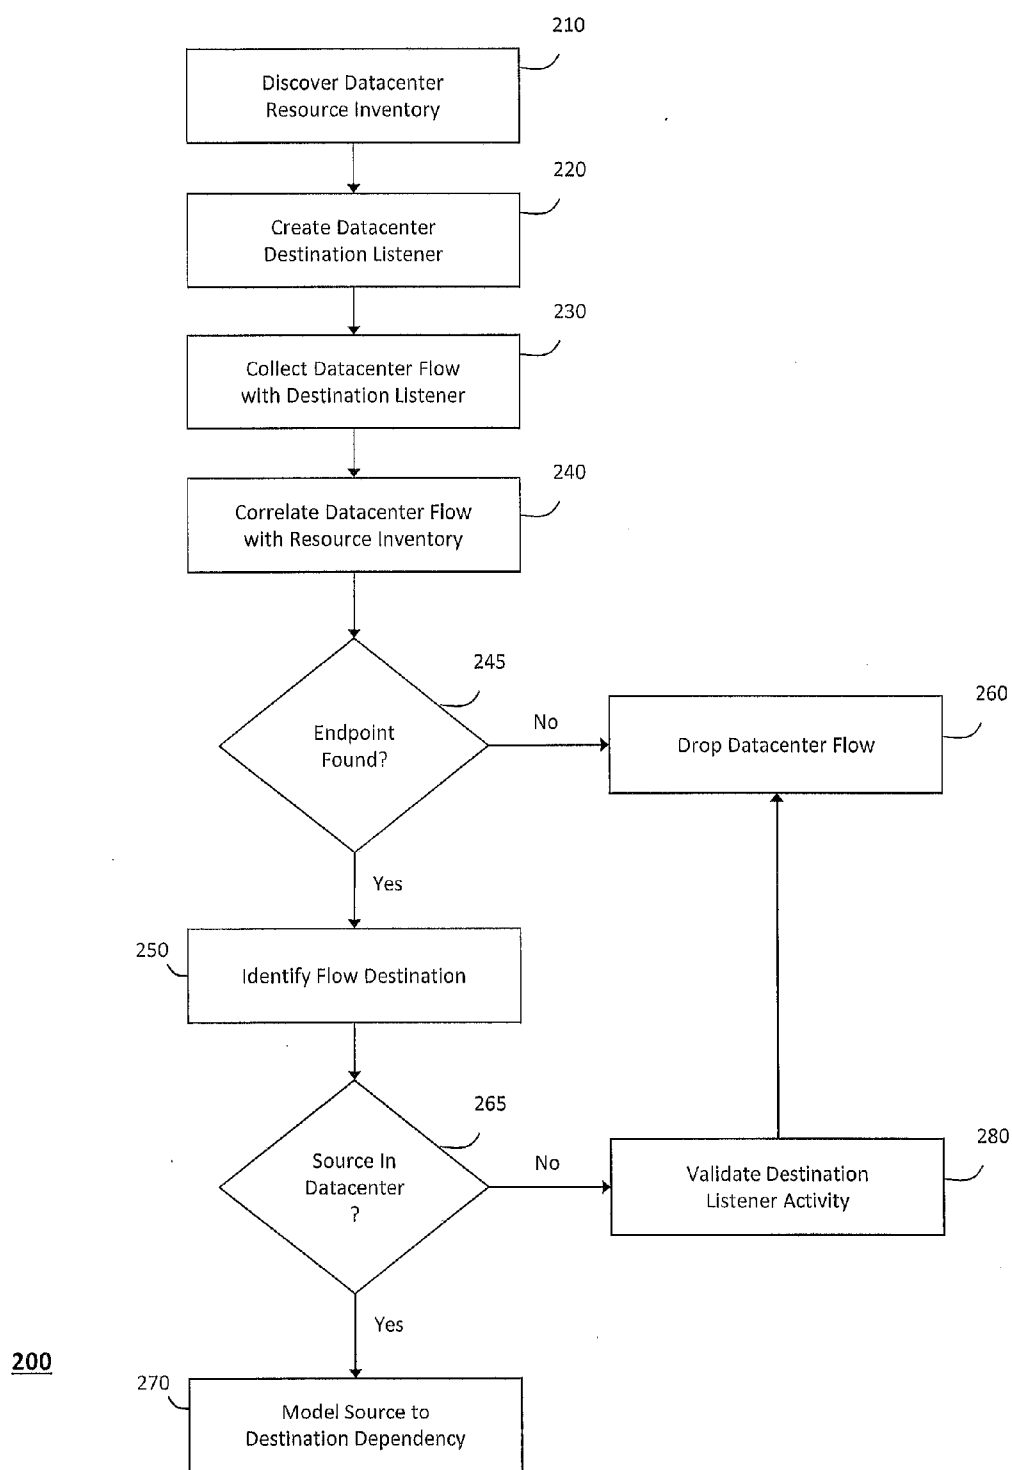 210
Discover Datacenter
Resource Inventory
220
Create Datacenter
Destination Listener
230
Collect Datacenter Flow
with Destination Listener
240
Correlate Datacenter Flow
with Resource Inventory
245
Endpoint
Found?
No
260
Drop Datacenter Flow
Yes
250
Identify Flow Destination
265
Source In
Datacenter
?
No
280
Validate Destination
Listener Activity
Yes
200
270
Model Source to
Destination Dependency